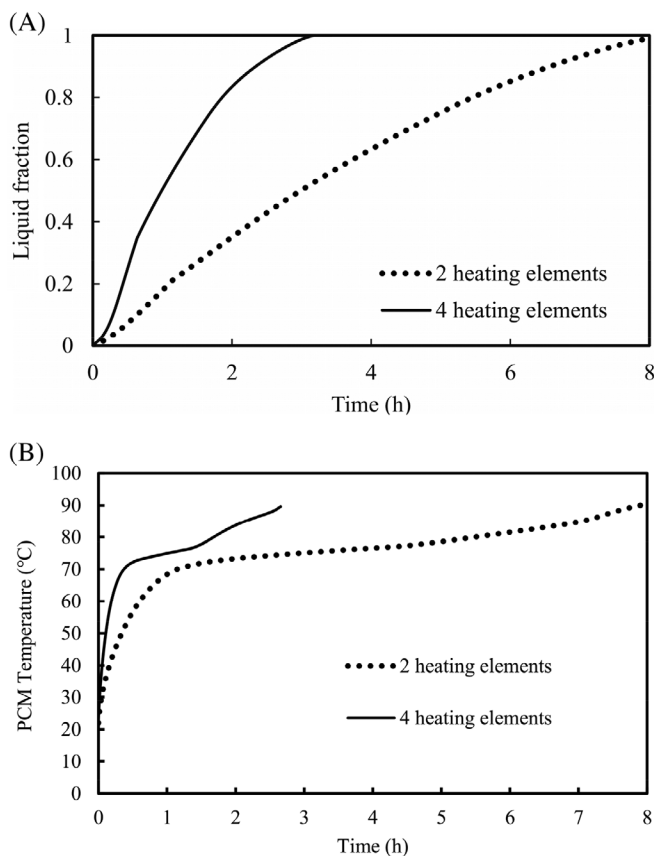 (A)
1
0.8
0.6
0.4
0.2
0
Liquid fraction
2 heating elements
4 heating elements
0 2 4 6 8
Time (h)
(B)
100
90
80
70
60
50
40
30
20
10
0
PCM Temperature (°C)
2 heating elements
4 heating elements
0 1 2 3 4 5 6 7 8
Time (h)